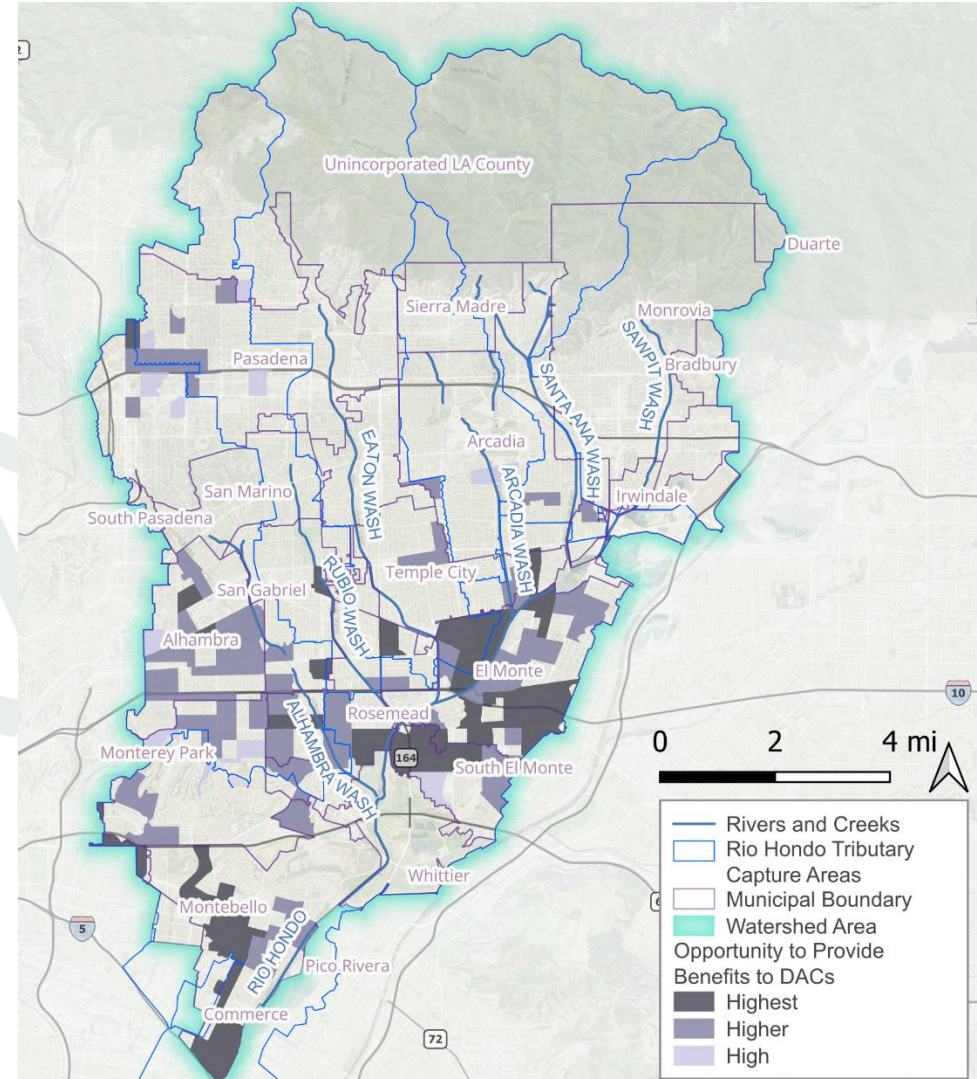 2
Unincorporated LA County
Duarte
Sierra Madre
Monrovia
Pasadena
SAWPIT WASH
Bradbury
SANTA ANA WASH
EATON WASH
Arcadia
ARCADIA WASH
San Marino
Irwindale
South Pasadena
RUBIO WASH
Temple City
San Gabriel
Alhambra
El Monte
10
Rosemead
ALHAMBRA WASH
Monterey Park
164
South El Monte
0 2 4 mi
Whittier
Montebello
5
RIO HONDO
Pico Rivera
Commerce
72
6
Rivers and Creeks
Rio Hondo Tributary
Capture Areas
Municipal Boundary
Watershed Area
Opportunity to Provide
Benefits to DACs
Highest
Higher
High